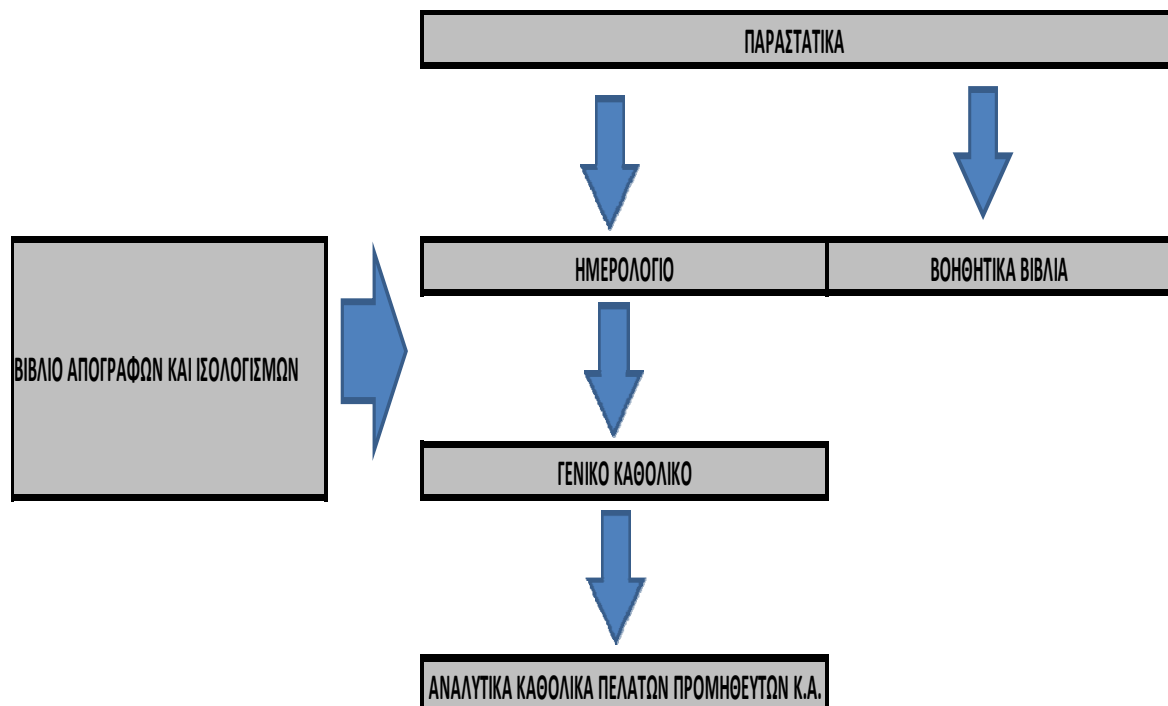 ΠΑΡΑΣΤΑΤΙΚΑ
ΗΜΕΡΟΛΟΓΙΟ
ΒΟΗΘΗΤΙΚΑ ΒΙΒΛΙΑ
ΒΙΒΛΙΟ ΑΠΟΓΡΑΦΩΝ ΚΑΙ ΙΣΟΛΟΓΙΣΜΩΝ
ΓΕΝΙΚΟ ΚΑΘΟΛΙΚΟ
ΑΝΑΛΥΤΙΚΑ ΚΑΘΟΛΙΚΑ ΠΕΛΑΤΩΝ ΠΡΟΜΗΘΕΥΤΩΝ Κ.Α.